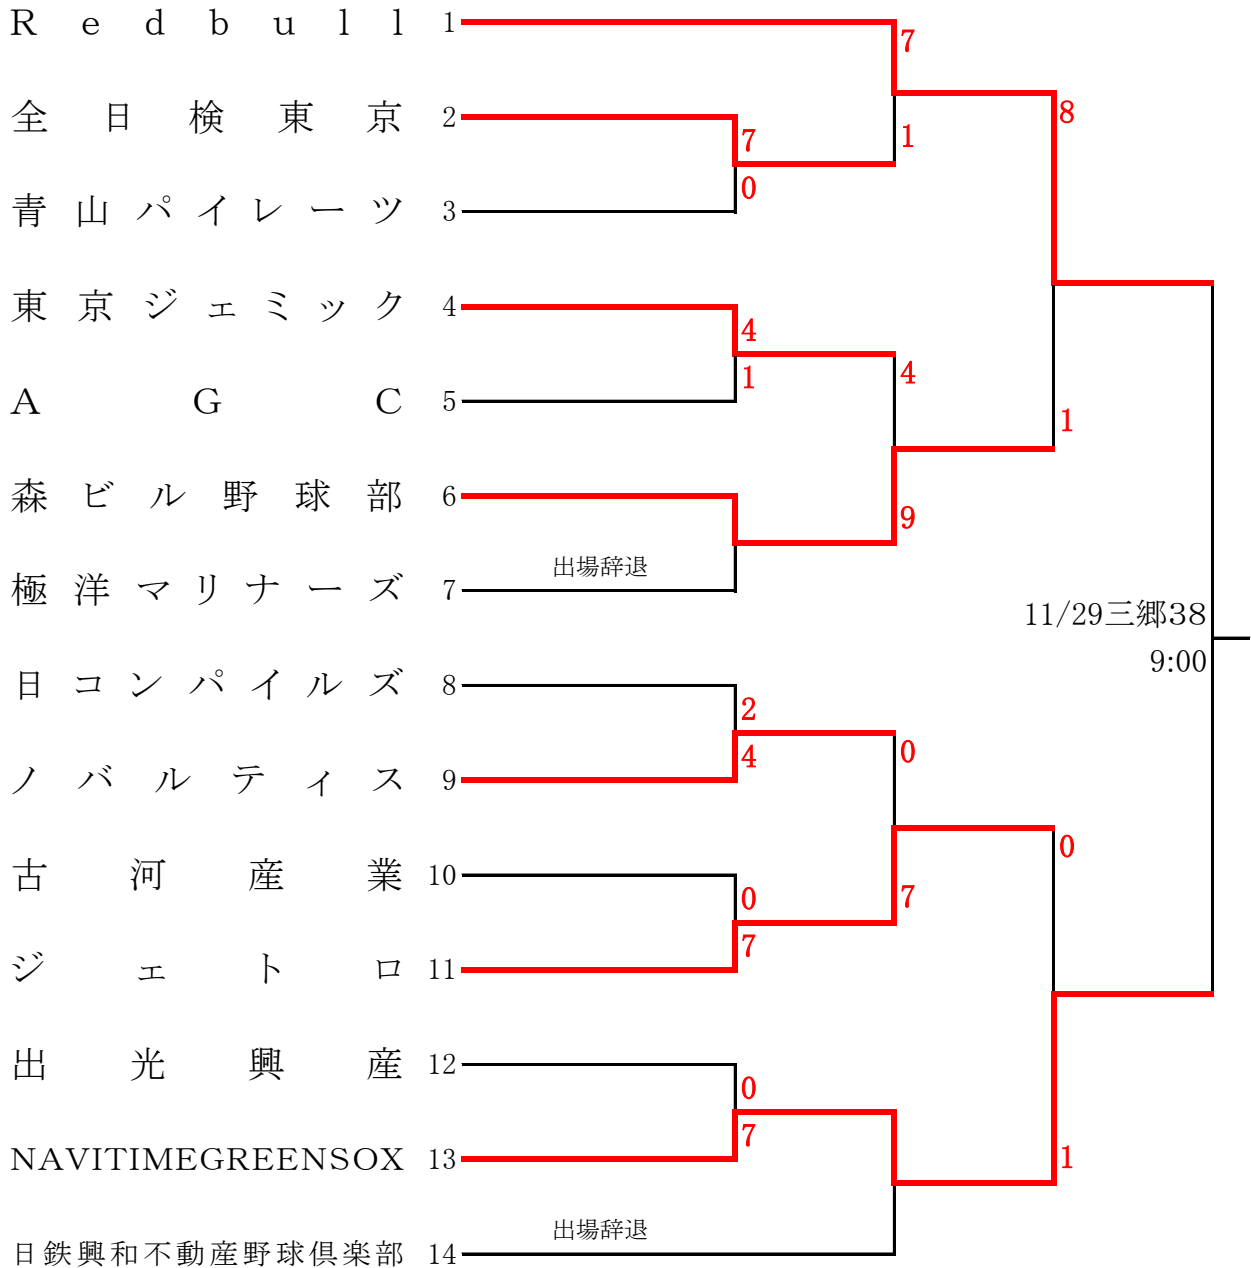 Redbull 1
7
8
全日検東京 2
7
1
0
青山パイレーツ 3
東京ジェミック 4
4
1
4
AGC 5
1
森ビル野球部 6
9
出場辞退
極洋マリナーズ 7
11/29三郷38
9:00
日コンパイルズ 8
2
4
0
ノバルティス 9
0
古河産業 10
0
7
7
ジェトロ 11
出光興産 12
0
7
NAVITIMEGREENSOX 13
1
出場辞退
日鉄興和不動産野球倶楽部 14